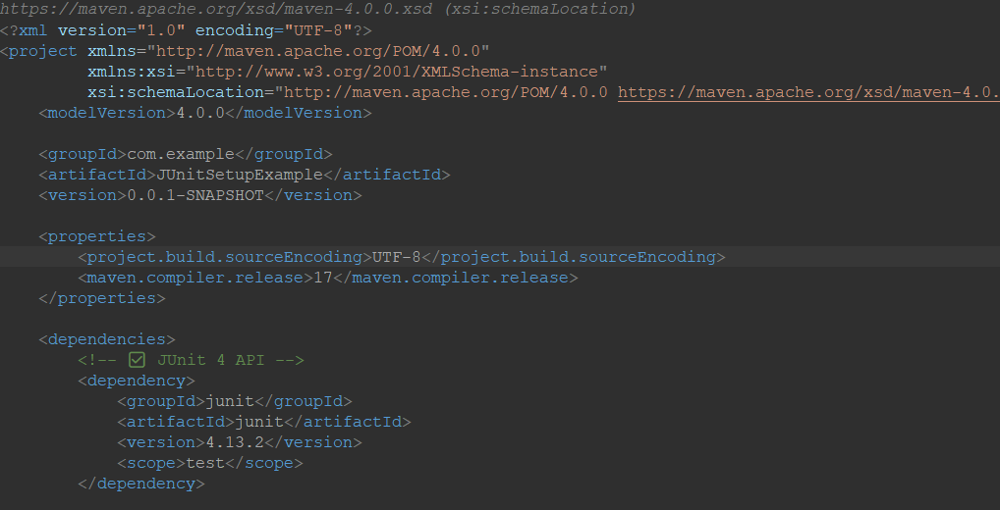 https://maven.apache.org/xsd/maven-4.0.0.xsd (xsi:schemaLocation)
<?xml version="1.0" encoding="UTF-8"?>
<project xmlns="http://maven.apache.org/POM/4.0.0"
         xmlns:xsi="http://www.w3.org/2001/XMLSchema-instance"
         xsi:schemaLocation="http://maven.apache.org/POM/4.0.0 https://maven.apache.org/xsd/maven-4.0.
    <modelVersion>4.0.0</modelVersion>
    <groupId>com.example</groupId>
    <artifactId>JUnitSetupExample</artifactId>
    <version>0.0.1-SNAPSHOT</version>
    <properties>
        <project.build.sourceEncoding>UTF-8</project.build.sourceEncoding>
        <maven.compiler.release>17</maven.compiler.release>
    </properties>
    <dependencies>
        <!-- ✅ JUnit 4 API -->
        <dependency>
            <groupId>junit</groupId>
            <artifactId>junit</artifactId>
            <version>4.13.2</version>
            <scope>test</scope>
        </dependency>